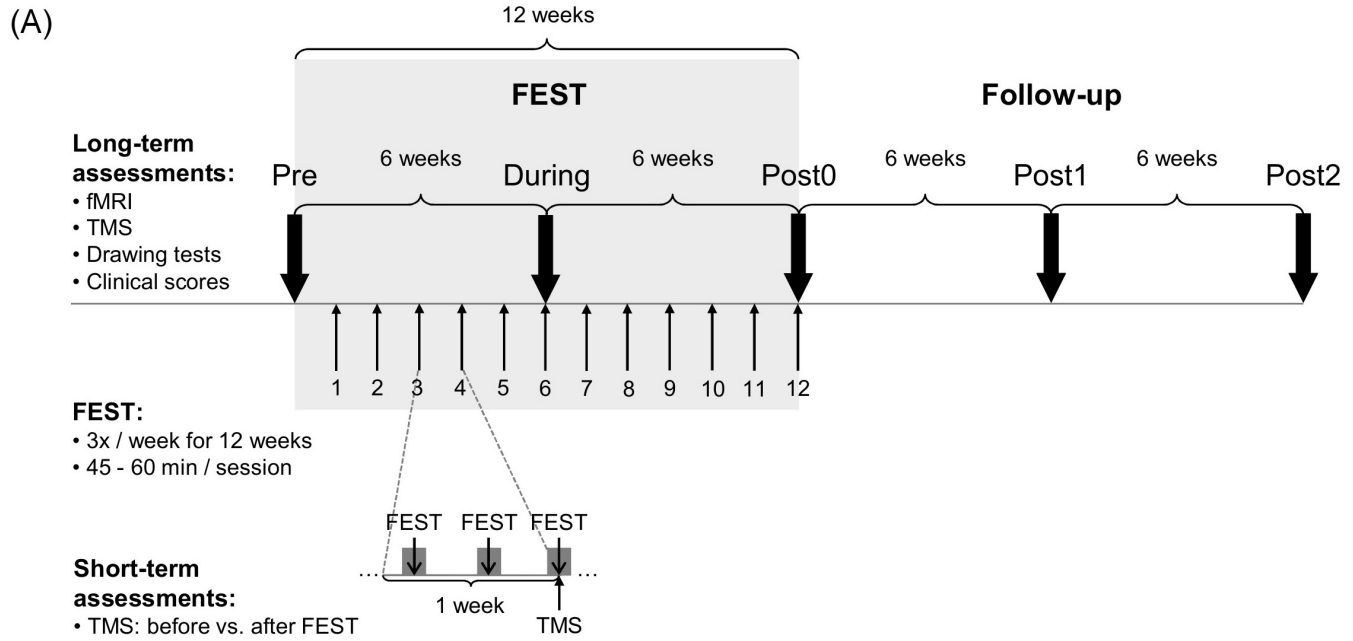 (A)
12 weeks
FEST
Follow-up
Long-term
assessments:
• fMRI
• TMS
• Drawing tests
• Clinical scores
6 weeks
6 weeks
6 weeks
6 weeks
Pre
During
Post0
Post1
Post2
1 2 3 4 5 6 7 8 9 10 11 12
FEST:
• 3x / week for 12 weeks
• 45 - 60 min / session
FEST FEST FEST
... ...
1 week
TMS
Short-term
assessments:
• TMS: before vs. after FEST